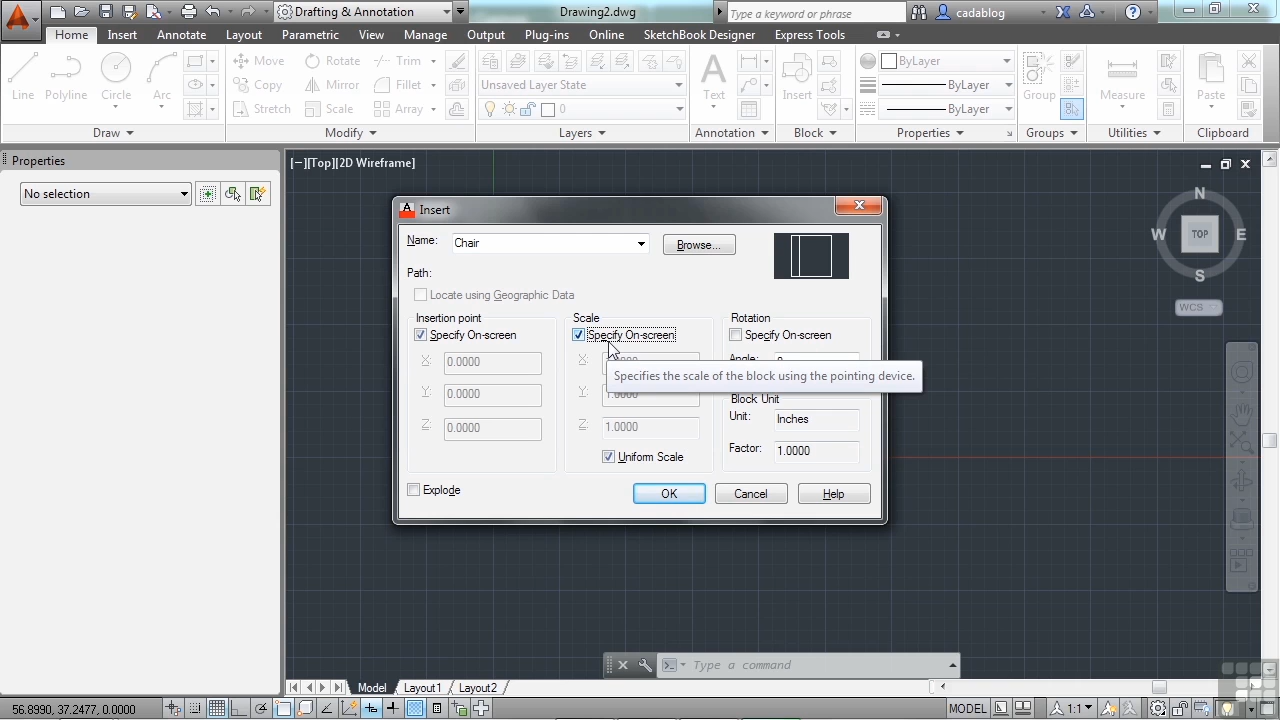 Drafting & Annotation
Drawing2.dwg
Type a keyword or phrase
cadablog
Home Insert Annotate Layout Parametric View Manage Output Plug-ins Online SketchBook Designer Express Tools
Line
Polyline
Circle
Arc
Move
Rotate
Trim
Copy
Mirror
Fillet
Stretch
Scale
Array
Unsaved Layer State
0
Text
Insert
ByLayer
ByLayer
ByLayer
Group
Measure
Paste
Draw
Modify
Layers
Annotation
Block
Properties
Groups
Utilities
Clipboard
Properties
No selection
[−][Top][2D Wireframe]
N
W TOP E
S
WCS
Insert
Name: Chair Browse...
Path:
Locate using Geographic Data
Insertion point
Specify On-screen
X: 0.0000
Y: 0.0000
Z: 0.0000
Scale
Specify On-screen
X:
Y: 1.0000
Z: 1.0000
Uniform Scale
Rotation
Specify On-screen
Angle:
Specifies the scale of the block using the pointing device.
Block Unit
Unit: Inches
Factor: 1.0000
Explode
OK Cancel Help
Type a command
Model Layout1 Layout2
56.8990, 37.2477, 0.0000
MODEL
1:1